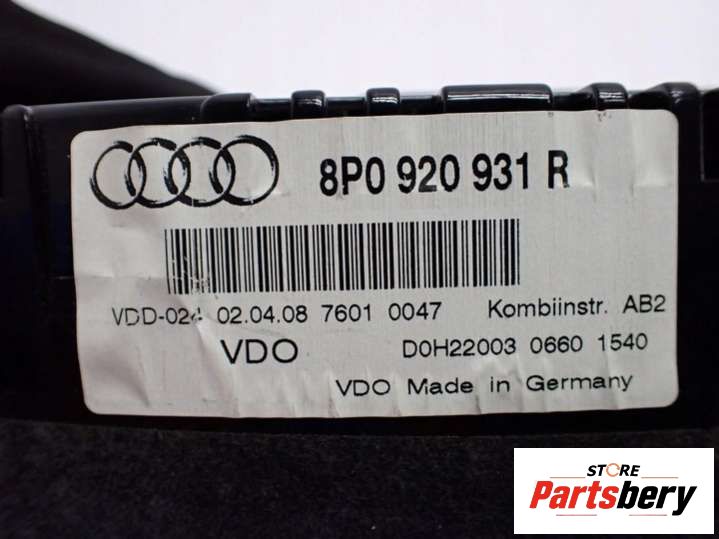 8P0 920 931 R
VDD-024 02.04.08 7601 0047 Kombiinstr. AB2
VDO D0H22003 0660 1540
VDO Made in Germany
STORE
Partsbery